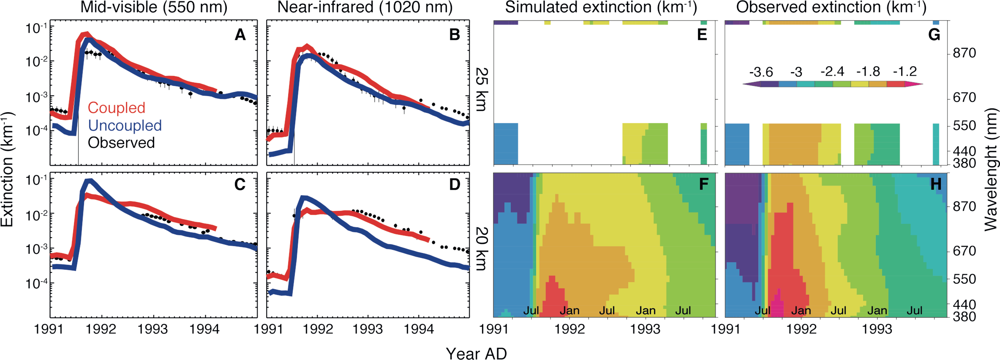 Mid-visible (550 nm) Near-infrared (1020 nm) Simulated extinction (km-1) Observed extinction (km-1)
10-1 A B E G
870
10-2 -3.6 -3 -2.4 -1.8 -1.2
25 km
10-3 670
Coupled
10-4 Uncoupled 550
Observed
440
380
Extinction (km-1)
Wavelenght (nm)
10-1 C D F H
870
10-2
20 km
10-3 670
10-4 550
440
Jul Jan Jul Jan Jul Jul Jan Jul Jan Jul
380
1991 1992 1993 1994 1991 1992 1993 1994 1991 1992 1993 1991 1992 1993
Year AD